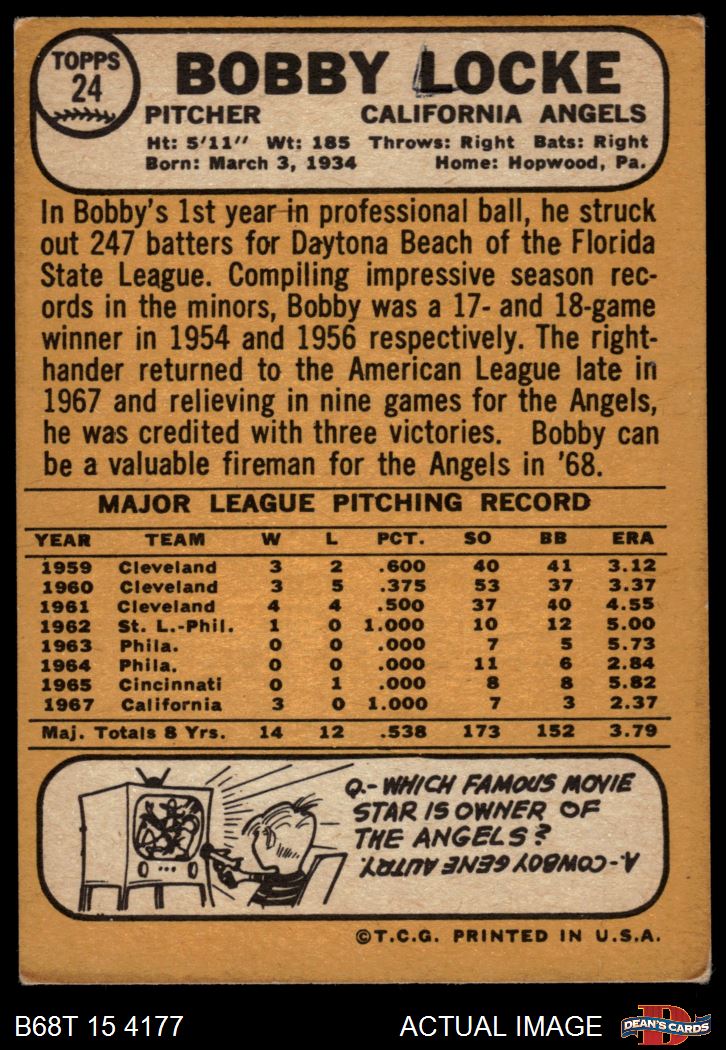 TOPPS
24
BOBBY LOCKE
PITCHER CALIFORNIA ANGELS
Ht: 5'11" Wt: 185 Throws: Right Bats: Right
Born: March 3, 1934 Home: Hopwood, Pa.
In Bobby's 1st year in professional ball, he struck
out 247 batters for Daytona Beach of the Florida
State League. Compiling impressive season rec-
ords in the minors, Bobby was a 17- and 18-game
winner in 1954 and 1956 respectively. The right-
hander returned to the American League late in
1967 and relieving in nine games for the Angels,
he was credited with three victories. Bobby can
be a valuable fireman for the Angels in '68.
MAJOR LEAGUE PITCHING RECORD
YEAR TEAM W L PCT. SO BB ERA
1959 Cleveland 3 2 .600 40 41 3.12
1960 Cleveland 3 5 .375 53 37 3.37
1961 Cleveland 4 4 .500 37 40 4.55
1962 St. L.-Phil. 1 0 1.000 10 12 5.00
1963 Phila. 0 0 .000 7 5 5.73
1964 Phila. 0 0 .000 11 6 2.84
1965 Cincinnati 0 1 .000 8 8 5.82
1967 California 3 0 1.000 7 3 2.37
Maj. Totals 8 Yrs. 14 12 .538 173 152 3.79
Q.- WHICH FAMOUS MOVIE
STAR IS OWNER OF
THE ANGELS?
A.- COWBOY GENE AUTRY.
©T.C.G. PRINTED IN U.S.A.
B68T 15 4177 ACTUAL IMAGE
D
DEAN'S CARDS